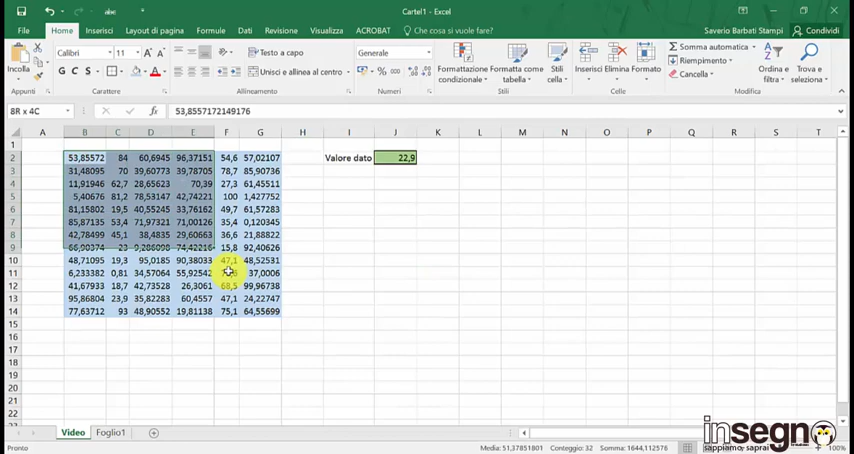 Cartel1 - Excel
Saverio Barbati Stampi
Condividi
File Home Inserisci Layout di pagina Formule Dati Revisione Visualizza ACROBAT Che cosa si vuole fare?
Incolla
Calibri 11
G C S
Testo a capo
Unisci e allinea al centro
Generale
% 000
Formattazione condizionale
Formatta come tabella
Stili cella
Inserisci Elimina Formato
Somma automatica
Riempimento
Cancella
Ordina e filtra
Trova e seleziona
Appunti Carattere Allineamento Numeri Stili Celle Modifica
8R x 4C fx 53,8557172149176
A B C D E F G H I J K L M N O P Q R S T
1
2 53,85572 84 60,6945 96,37151 54,6 57,02107 Valore dato 22,9
3 31,48095 70 39,60773 39,78705 78,7 85,90736
4 11,91946 62,7 28,65623 70,39 27,3 61,45511
5 5,40676 81,2 78,53147 42,74221 100 1,427752
6 81,15802 19,5 40,55245 33,76162 49,7 61,57283
7 85,87135 53,4 71,97321 71,00126 35,4 0,120345
8 42,78499 45,1 38,4835 29,60663 36,6 21,88822
9 66,90374 23 9,286098 74,42216 15,8 92,40626
10 48,71095 19,3 95,0185 90,38033 47,1 48,52531
11 6,233382 0,81 34,57064 55,92542 37,0006
12 41,67933 18,7 42,73528 26,3061 68,5 99,96738
13 95,86804 23,9 35,82283 60,4557 47,1 24,22747
14 77,63712 93 48,90552 19,81138 75,1 64,55699
15
16
17
18
19
20
21
22
Video Foglio1
Pronto Media: 51,37851801 Conteggio: 32 Somma: 1644,112576 100%
insegno
sappiamo, saprai